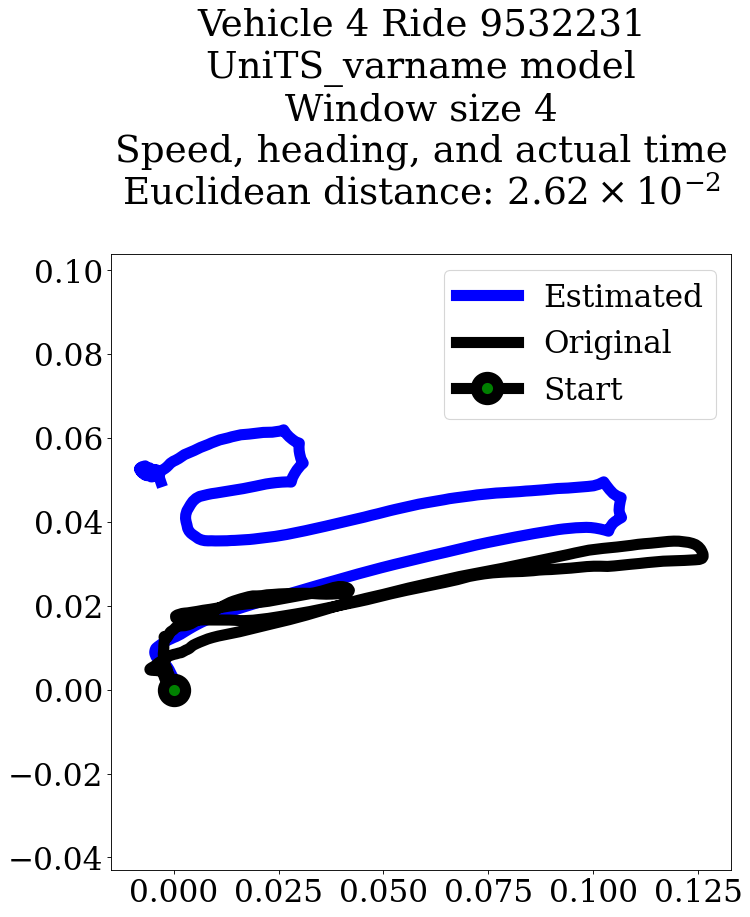 Vehicle 4 Ride 9532231
UniTS_varname model
Window size 4
Speed, heading, and actual time
Euclidean distance: 2.62 × 10⁻²
Estimated
Original
Start
0.10
0.08
0.06
0.04
0.02
0.00
−0.02
−0.04
0.000 0.025 0.050 0.075 0.100 0.125